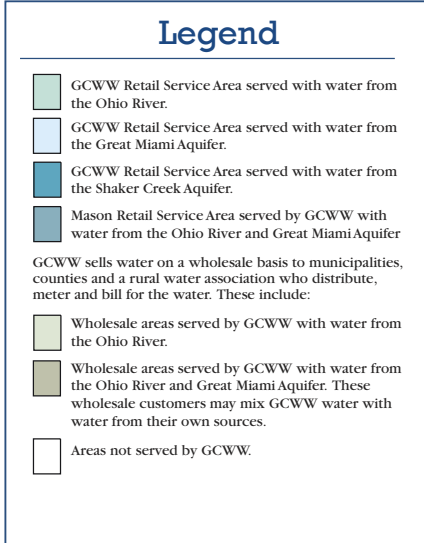 Legend
GCWW Retail Service Area served with water from
the Ohio River.
GCWW Retail Service Area served with water from
the Great Miami Aquifer.
GCWW Retail Service Area served with water from
the Shaker Creek Aquifer.
Mason Retail Service Area served by GCWW with
water from the Ohio River and Great Miami Aquifer
GCWW sells water on a wholesale basis to municipalities,
counties and a rural water association who distribute,
meter and bill for the water. These include:
Wholesale areas served by GCWW with water from
the Ohio River.
Wholesale areas served by GCWW with water from
the Ohio River and Great Miami Aquifer. These
wholesale customers may mix GCWW water with
water from their own sources.
Areas not served by GCWW.